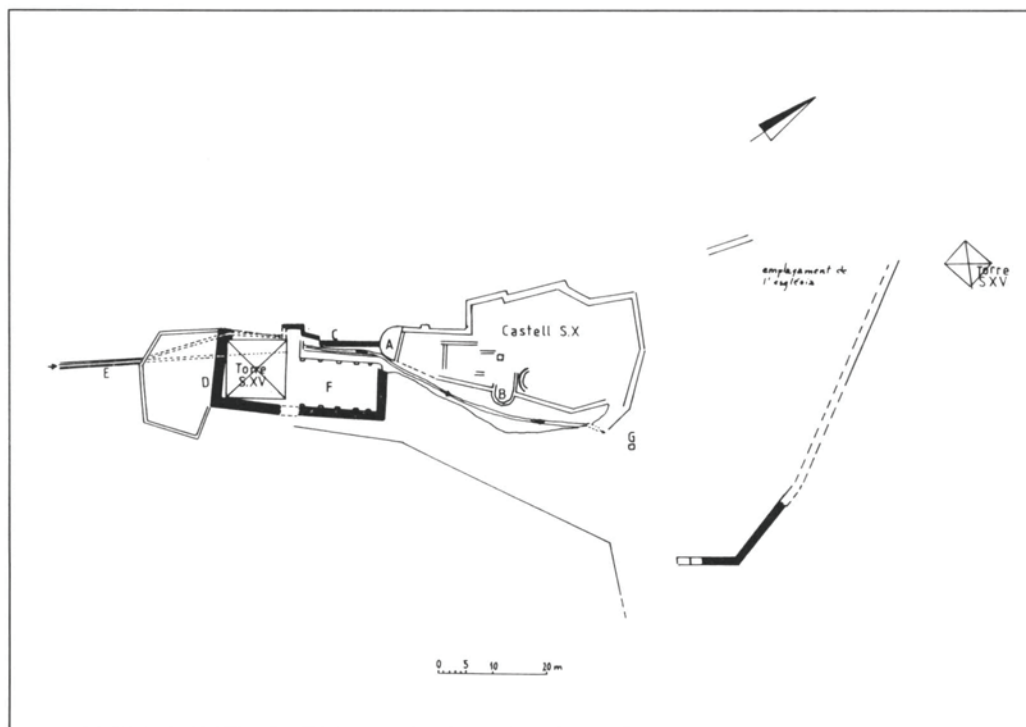 emplaçament de
l'església
Torre
S XV
C
A
Castell S.X
E
D
Torre
S.XV
F
B
G
0 5 10 20 m